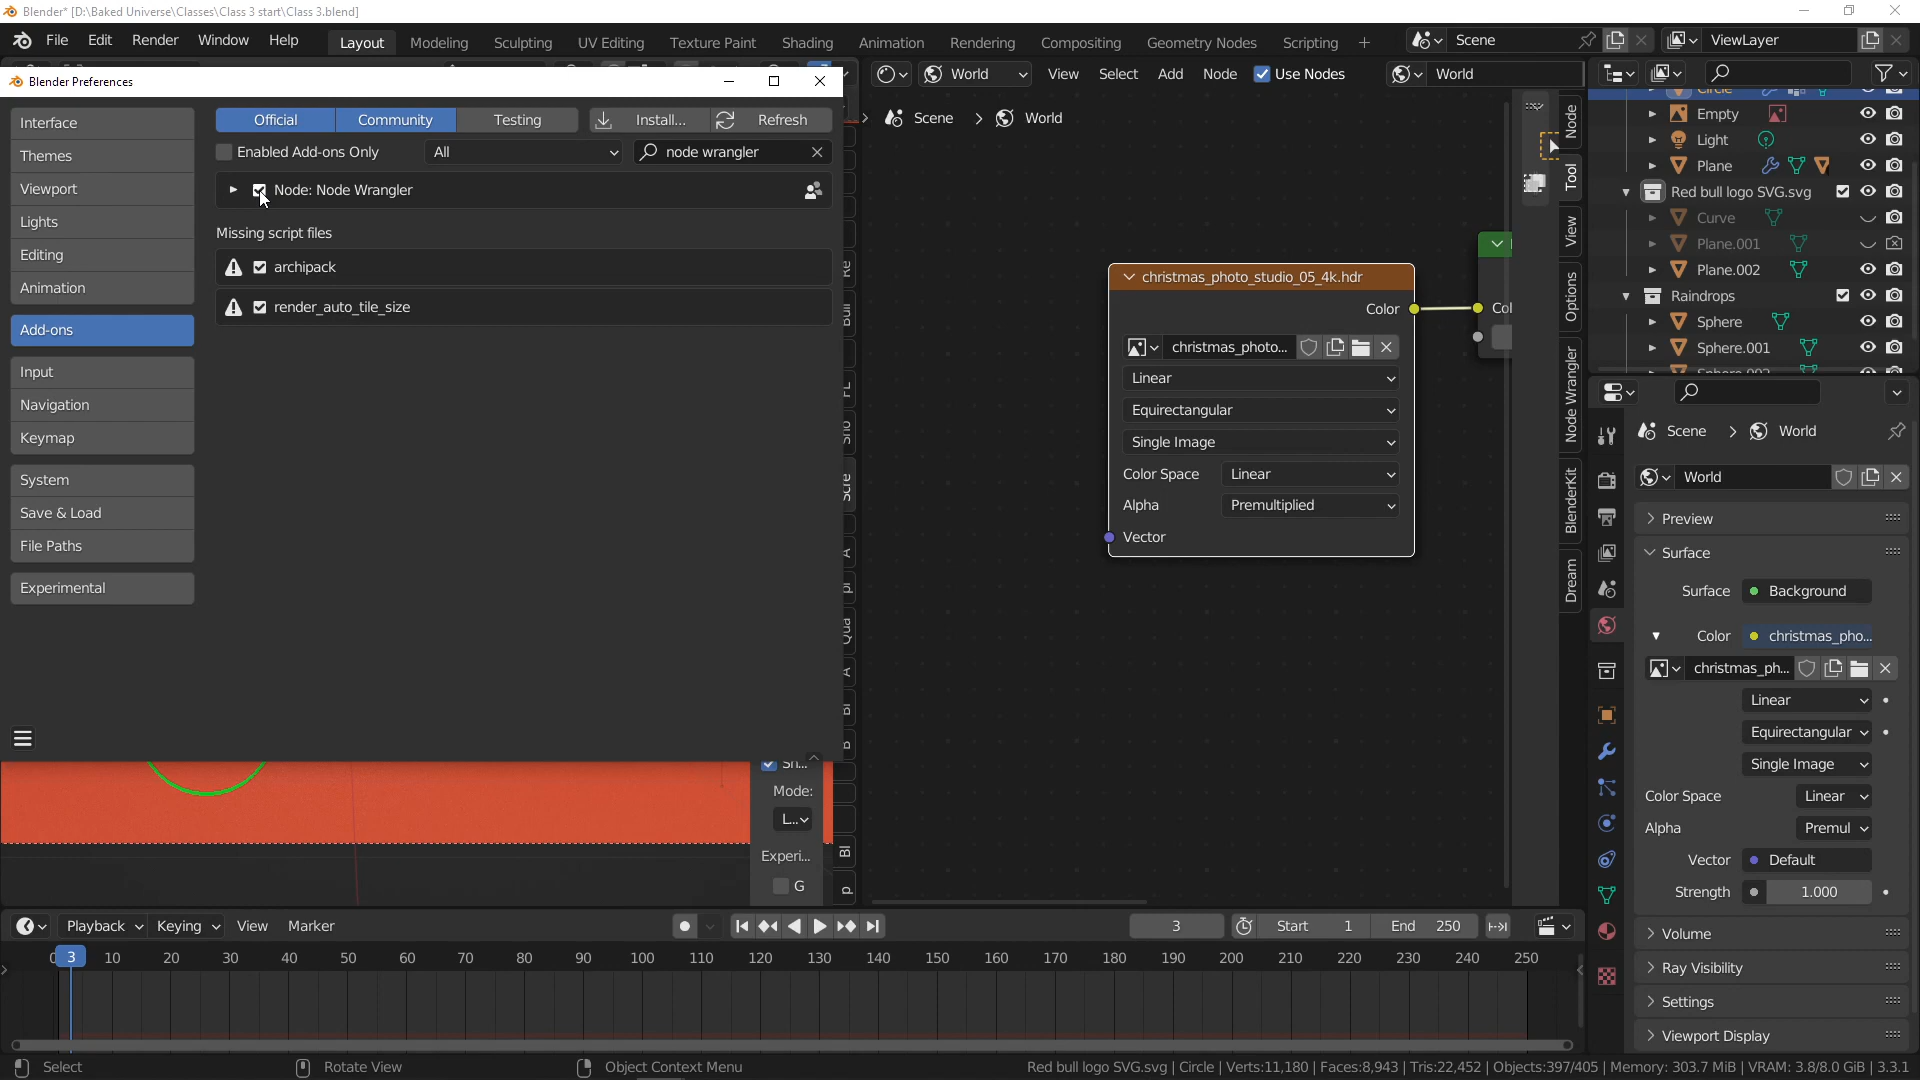 Blender* [D:\Baked Universe\Classes\Class 3 start\Class 3.blend]
File Edit Render Window Help Layout Modeling Sculpting UV Editing Texture Paint Shading Animation Rendering Compositing Geometry Nodes Scripting + Scene ViewLayer
Blender Preferences
World View Select Add Node Use Nodes World
Interface
Themes
Viewport
Lights
Editing
Animation
Add-ons
Input
Navigation
Keymap
System
Save & Load
File Paths
Experimental
Official Community Testing Install... Refresh
Enabled Add-ons Only All node wrangler
Node: Node Wrangler
Missing script files
archipack
render_auto_tile_size
Scene > World
christmas_photo_studio_05_4k.hdr
Color
christmas_photo...
Linear
Equirectangular
Single Image
Color Space Linear
Alpha Premultiplied
Vector
Col
Node
Tool
View
Options
Node Wrangler
BlenderKit
Dream
Circle
Empty
Light
Plane
Red bull logo SVG.svg
Curve
Plane.001
Plane.002
Raindrops
Sphere
Sphere.001
Sphere.002
Scene > World
World
Preview
Surface
Surface Background
Color christmas_pho...
christmas_ph...
Linear
Equirectangular
Single Image
Color Space Linear
Alpha Premul
Vector Default
Strength 1.000
Volume
Ray Visibility
Settings
Viewport Display
Sh...
Mode:
L...
Experi...
G
Playback Keying View Marker 3 Start 1 End 250
3 10 20 30 40 50 60 70 80 90 100 110 120 130 140 150 160 170 180 190 200 210 220 230 240 250
Select Rotate View Object Context Menu Red bull logo SVG.svg | Circle | Verts:11,180 | Faces:8,943 | Tris:22,452 | Objects:397/405 | Memory: 303.7 MiB | VRAM: 3.8/8.0 GiB | 3.3.1